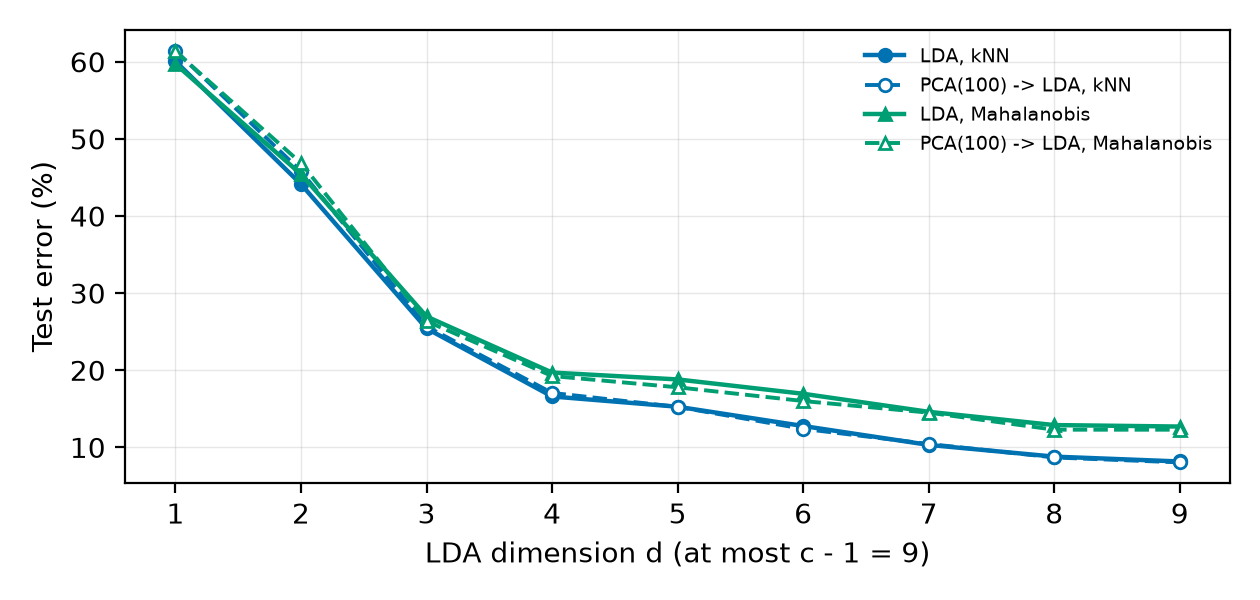 60
50
40
30
20
10
Test error (%)
LDA, kNN
PCA(100) -> LDA, kNN
LDA, Mahalanobis
PCA(100) -> LDA, Mahalanobis
1 2 3 4 5 6 7 8 9
LDA dimension d (at most c - 1 = 9)